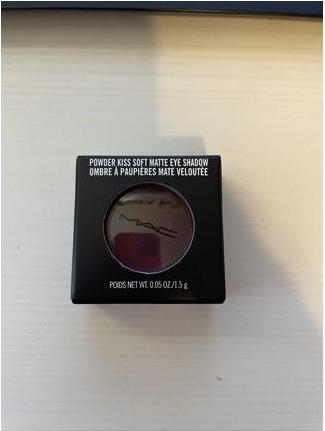 POWDER KISS SOFT MATTE EYE SHADOW
OMBRE À PAUPIÈRES MATE VELOUTÉE
MAC
POIDS NET WT. 0.05 OZ./1.5 g